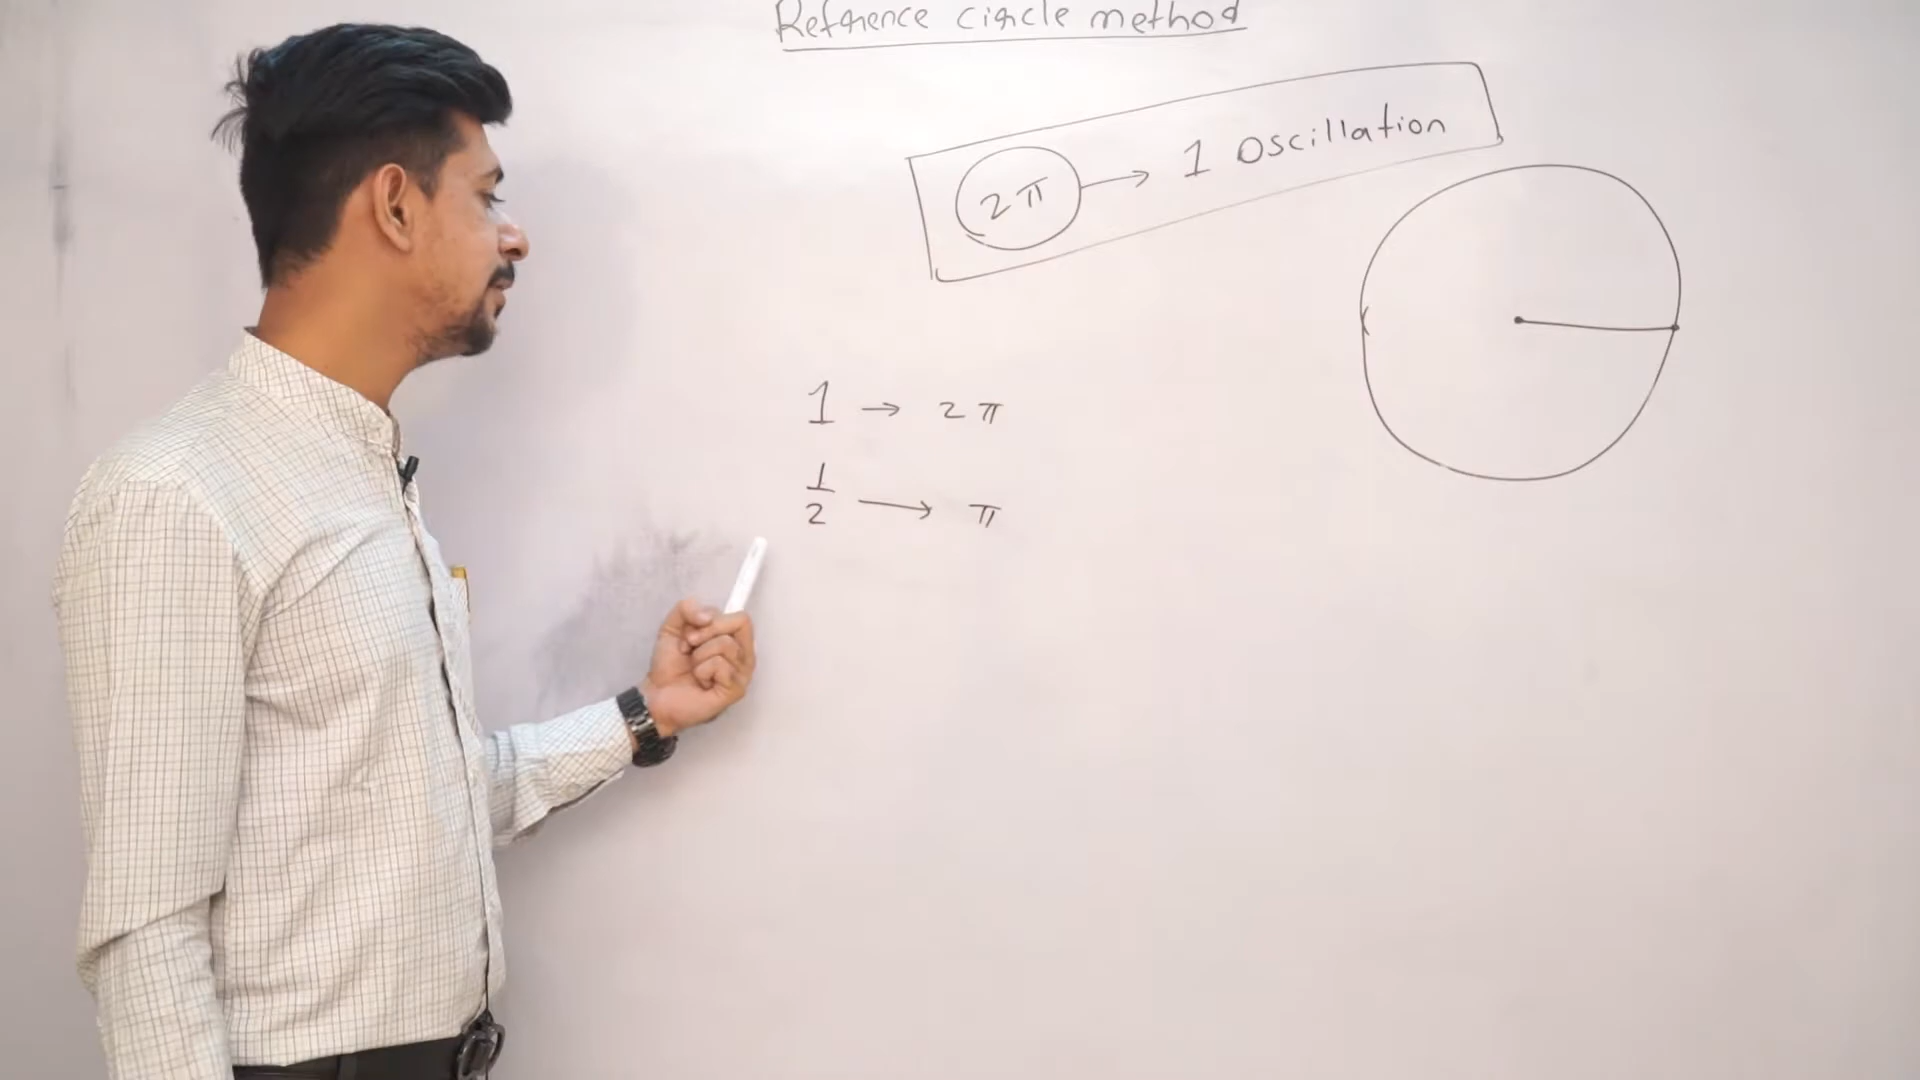 Reference circle method
2π → 1 Oscillation
1 → 2π
1/2 → π